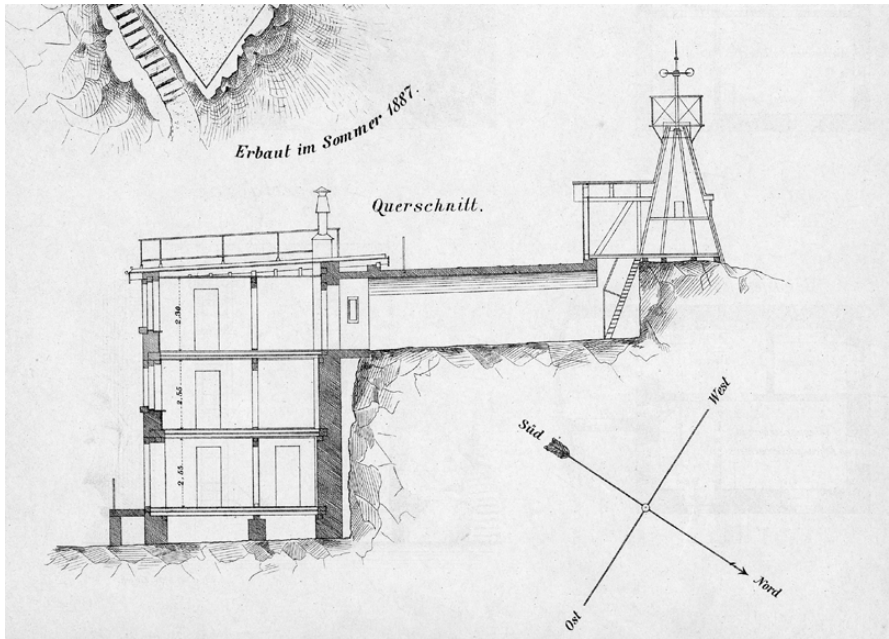 Erbaut im Sommer 1887.
Querschnitt.
2.30
2.55
2.55
Süd
West
Ost
Nord